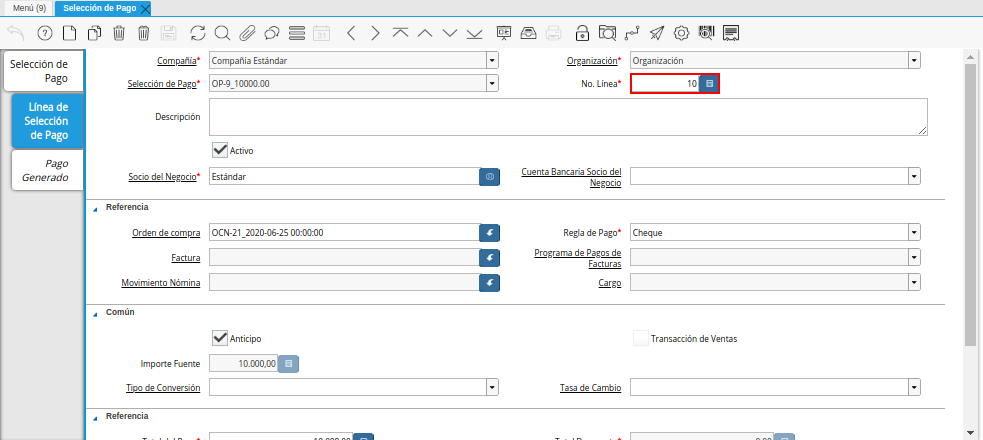 Menú (9) Selección de Pago
Selección de Pago
Línea de Selección de Pago
Pago Generado
Compañía* Compañía Estándar Organización* Organización
Selección de Pago* OP-9_10000.00 No. Línea* 10
Descripción
Activo
Socio del Negocio* Estándar Cuenta Bancaria Socio del Negocio
Referencia
Orden de compra OCN-21_2020-06-25 00:00:00 Regla de Pago* Cheque
Factura Programa de Pagos de Facturas
Movimiento Nómina Cargo
Común
Anticipo Transacción de Ventas
Importe Fuente 10.000,00
Tipo de Conversión Tasa de Cambio
Referencia